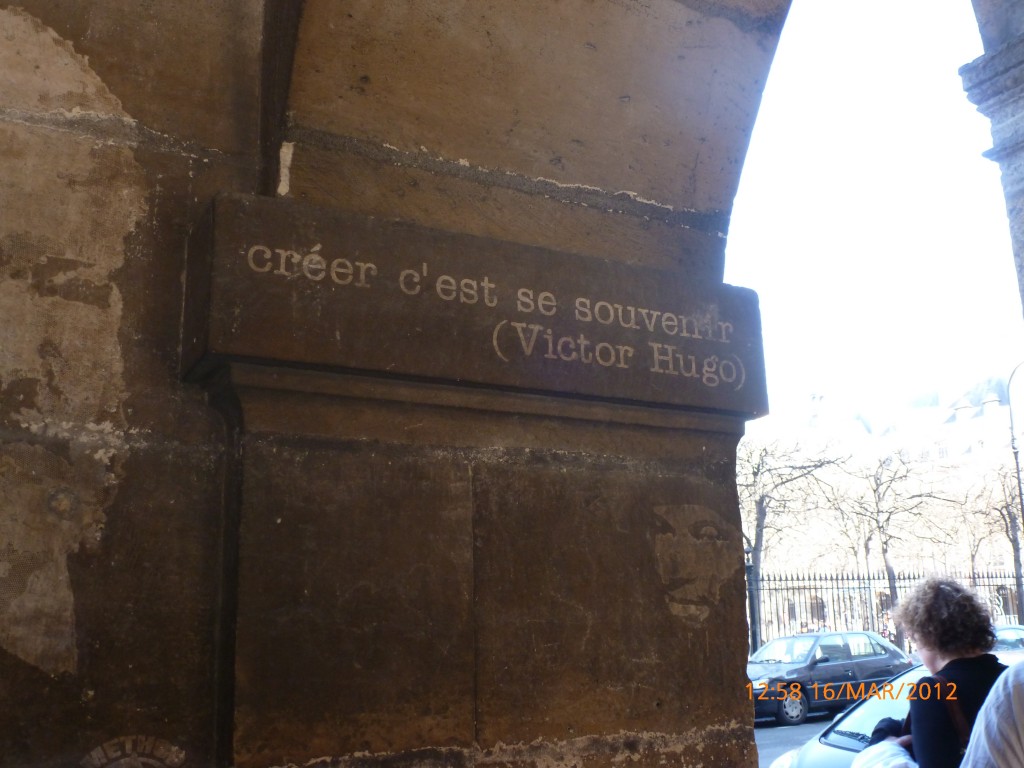 créer c'est se souvenir
(Victor Hugo)
12:58 16/MAR/2012